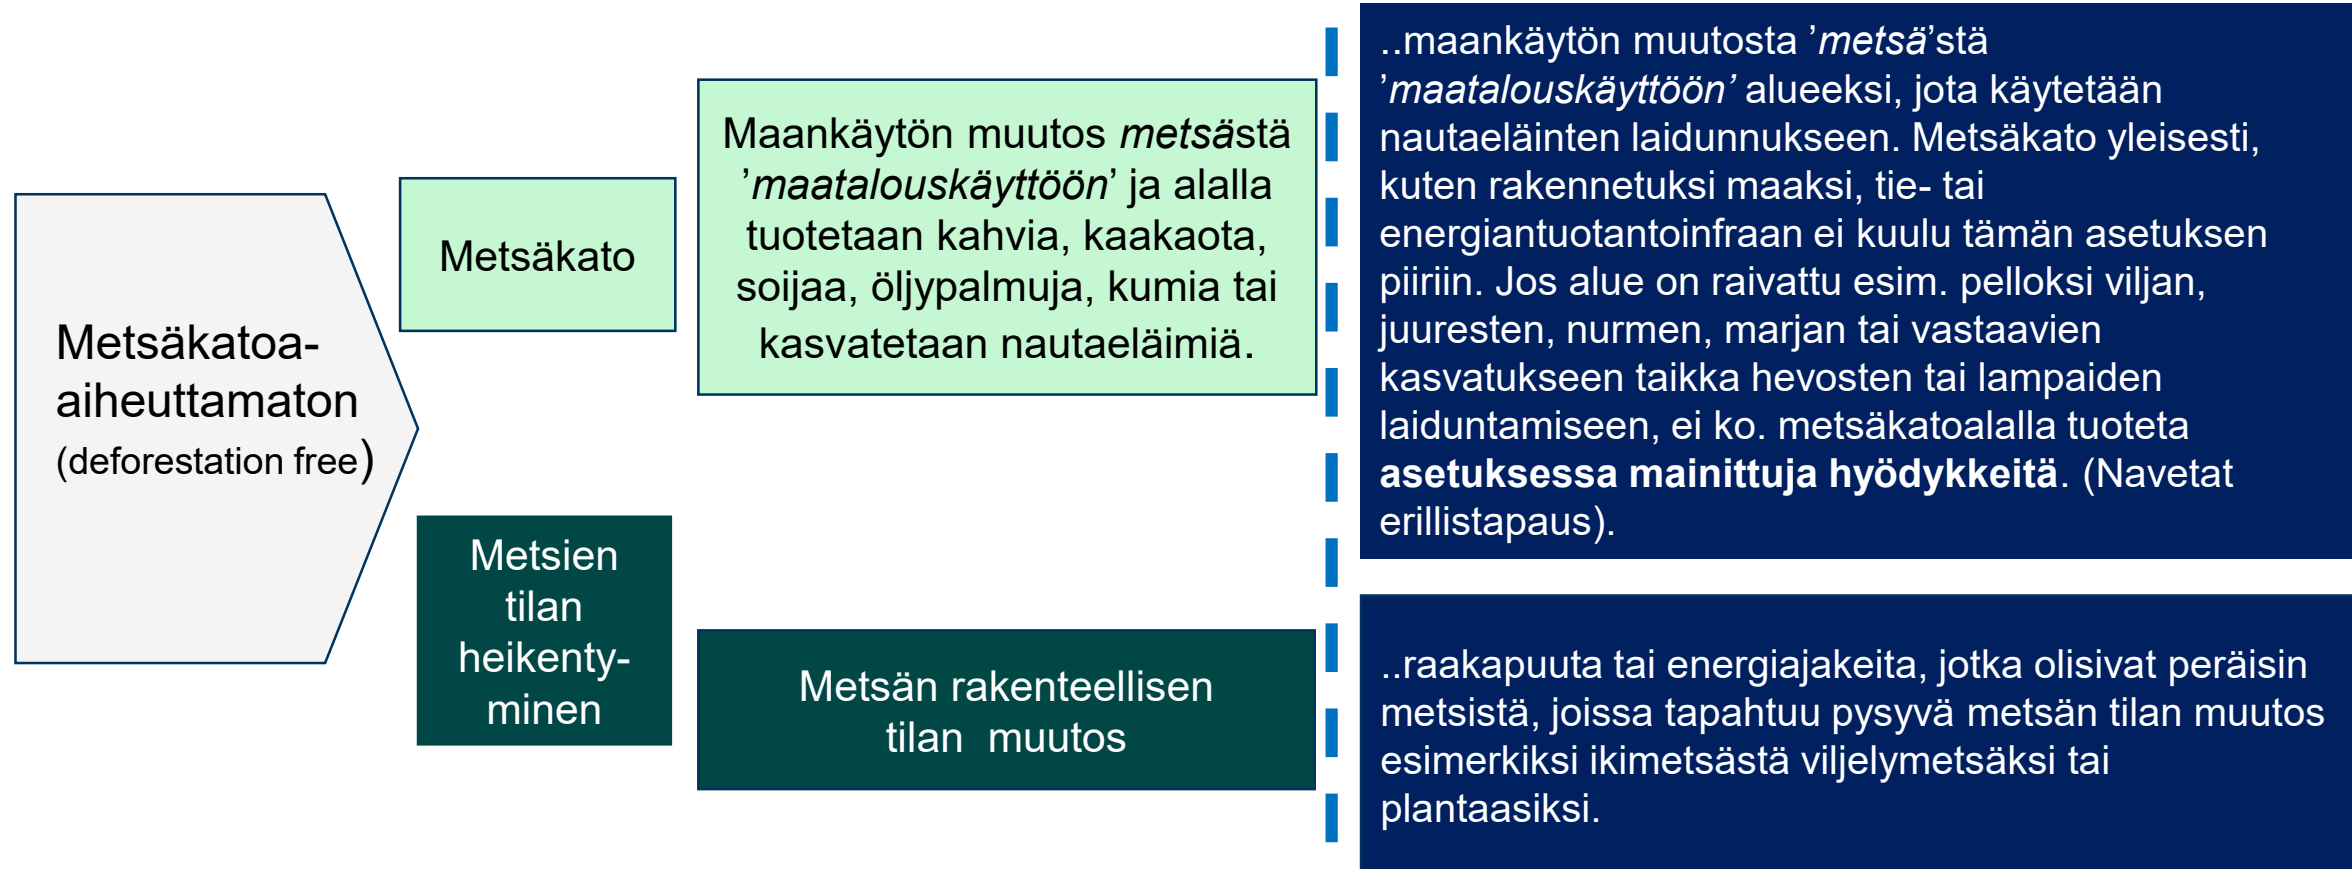 Metsäkatoa-
aiheuttamaton
(deforestation free)
Metsäkato
Maankäytön muutos metsästä
’maatalouskäyttöön’ ja alalla
tuotetaan kahvia, kaakaota,
soijaa, öljypalmuja, kumia tai
kasvatetaan nautaeläimiä.
..maankäytön muutosta ’metsä’stä
’maatalouskäyttöön’ alueeksi, jota käytetään
nautaeläinten laidunnukseen. Metsäkato yleisesti,
kuten rakennetuksi maaksi, tie- tai
energiantuotantoinfraan ei kuulu tämän asetuksen
piiriin. Jos alue on raivattu esim. pelloksi viljan,
juuresten, nurmen, marjan tai vastaavien
kasvatukseen taikka hevosten tai lampaiden
laiduntamiseen, ei ko. metsäkatoalalla tuoteta
asetuksessa mainittuja hyödykkeitä. (Navetat
erillistapaus).
Metsien
tilan
heikenty-
minen
Metsän rakenteellisen
tilan muutos
..raakapuuta tai energiajakeita, jotka olisivat peräisin
metsistä, joissa tapahtuu pysyvä metsän tilan muutos
esimerkiksi ikimetsästä viljelymetsäksi tai
plantaasiksi.